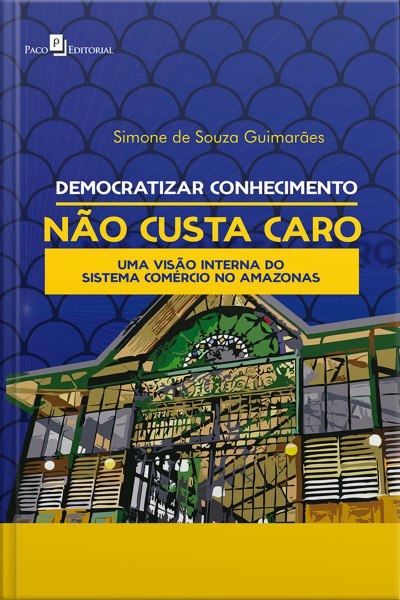 PACO EDITORIAL
Simone de Souza Guimarães
DEMOCRATIZAR CONHECIMENTO
NÃO CUSTA CARO
UMA VISÃO INTERNA DO
SISTEMA COMÉRCIO NO AMAZONAS